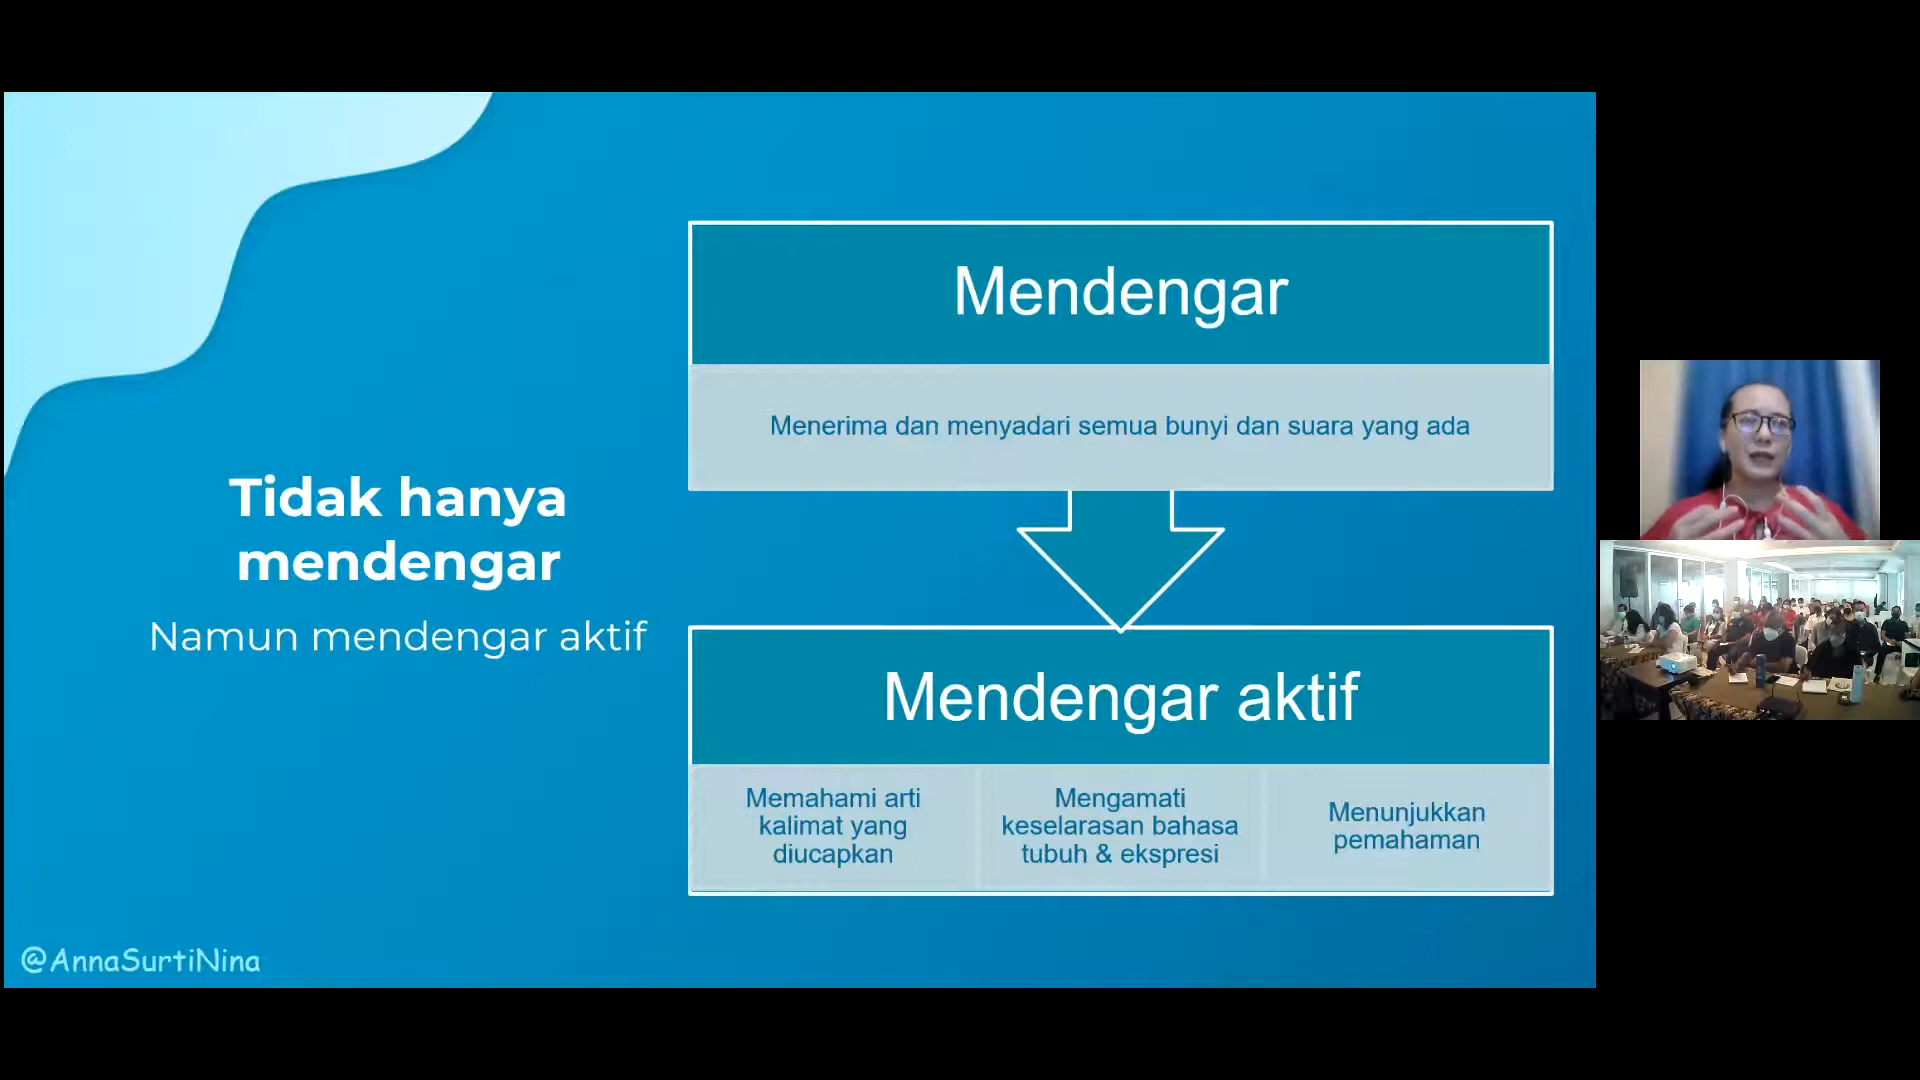 Tidak hanya
mendengar
Namun mendengar aktif
Mendengar
Menerima dan menyadari semua bunyi dan suara yang ada
Mendengar aktif
Memahami arti
kalimat yang
diucapkan
Mengamati
keselarasan bahasa
tubuh & ekspresi
Menunjukkan
pemahaman
@AnnaSurtiNina